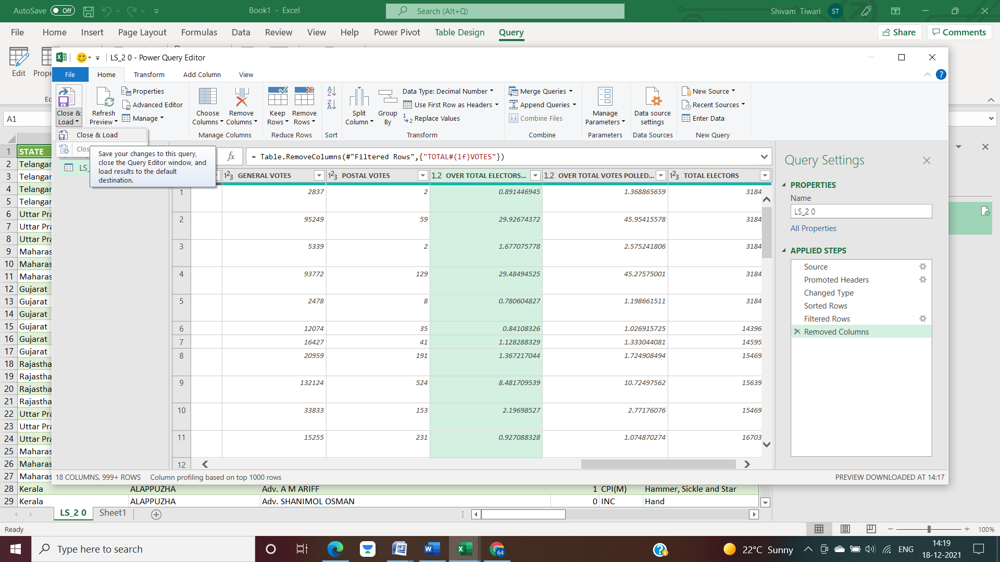 AutoSave Off Book1 - Excel Search (Alt+Q) Shivam Tiwari ST
File Home Insert Page Layout Formulas Data Review View Help Power Pivot Table Design Query Share Comments
Edit
LS_2 0 - Power Query Editor
File Home Transform Add Column View
Close & Load
Refresh Preview
Properties
Advanced Editor
Manage
Choose Columns
Remove Columns
Manage Columns
Keep Rows
Remove Rows
Reduce Rows
Sort
Split Column
Group By
Data Type: Decimal Number
Use First Row as Headers
Replace Values
Transform
Merge Queries
Append Queries
Combine Files
Combine
Manage Parameters
Parameters
Data source settings
Data Sources
New Source
Recent Sources
Enter Data
New Query
A1
Close & Load
Save your changes to this query,
close the Query Editor window, and
load results to the default
destination.
fx = Table.RemoveColumns(#"Filtered Rows",{"TOTAL#(lf)VOTES"})
123 GENERAL VOTES 123 POSTAL VOTES 1.2 OVER TOTAL ELECTORS... 1.2 OVER TOTAL VOTES POLLED... 123 TOTAL ELECTORS
1 2837 2 0.891446945 1.368865659 3184
2 95249 59 29.92674372 45.95415578 3184
3 5339 2 1.677075778 2.575241806 3184
4 93772 129 29.48494525 45.27575001 3184
5 2478 8 0.780604827 1.198661511 3184
6 12074 35 0.84108326 1.026915725 14396
7 16427 41 1.128288329 1.333044081 14595
8 20959 191 1.367217044 1.724908494 15469
9 132124 524 8.481709539 10.72497562 15639
10 33833 153 2.19698527 2.77176076 15469
11 15255 231 0.927088328 1.074870274 16703
12
18 COLUMNS, 999+ ROWS Column profiling based on top 1000 rows PREVIEW DOWNLOADED AT 14:17
Query Settings
PROPERTIES
Name
LS_2 0
All Properties
APPLIED STEPS
Source
Promoted Headers
Changed Type
Sorted Rows
Filtered Rows
Removed Columns
1 STATE
2 Telangar
3 Telangar
4 Telangar
5 Telangar
6 Uttar Pra
7 Uttar Pra
8 Uttar Pra
9 Maharas
10 Maharas
11 Maharas
12 Gujarat
13 Gujarat
14 Gujarat
15 Gujarat
16 Gujarat
17 Gujarat
18 Rajastha
19 Rajastha
20 Rajastha
21 Rajastha
22 Uttar Pra
23 Uttar Pra
24 Uttar Pra
25 Maharas
26 Maharas
27 Maharas
28 Kerala ALAPPUZHA Adv. A M ARIFF 1 CPI(M) Hammer, Sickle and Star
29 Kerala ALAPPUZHA Adv. SHANIMOL OSMAN 0 INC Hand
LS_2 0 Sheet1
Ready 100%
Type here to search 64 22°C Sunny ENG 14:19
18-12-2021